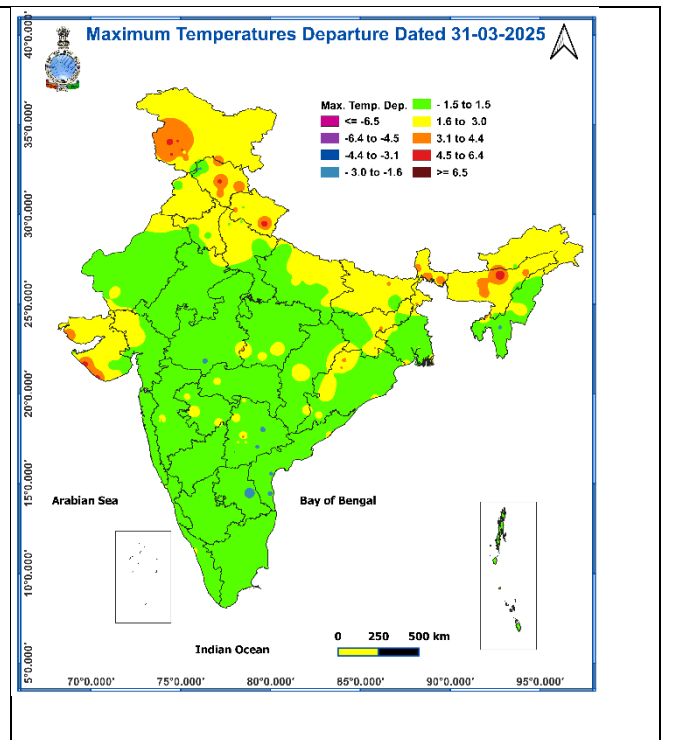 Maximum Temperatures Departure Dated 31-03-2025
Max. Temp. Dep.
<= -6.5
-6.4 to -4.5
-4.4 to -3.1
- 3.0 to -1.6
- 1.5 to 1.5
1.6 to 3.0
3.1 to 4.4
4.5 to 6.4
>= 6.5
40°0.000'
35°0.000'
30°0.000'
25°0.000'
20°0.000'
15°0.000'
10°0.000'
5°0.000'
Arabian Sea
Bay of Bengal
Indian Ocean
0 250 500 km
70°0.000' 75°0.000' 80°0.000' 85°0.000' 90°0.000' 95°0.000'